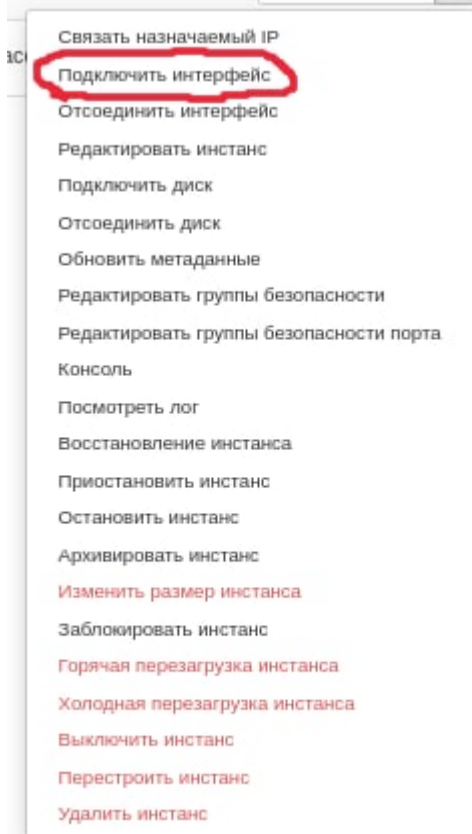 Связать назначаемый IP
Подключить интерфейс
Отсоединить интерфейс
Редактировать инстанс
Подключить диск
Отсоединить диск
Обновить метаданные
Редактировать группы безопасности
Редактировать группы безопасности порта
Консоль
Посмотреть лог
Восстановление инстанса
Приостановить инстанс
Остановить инстанс
Архивировать инстанс
Изменить размер инстанса
Заблокировать инстанс
Горячая перезагрузка инстанса
Холодная перезагрузка инстанса
Выключить инстанс
Перестроить инстанс
Удалить инстанс